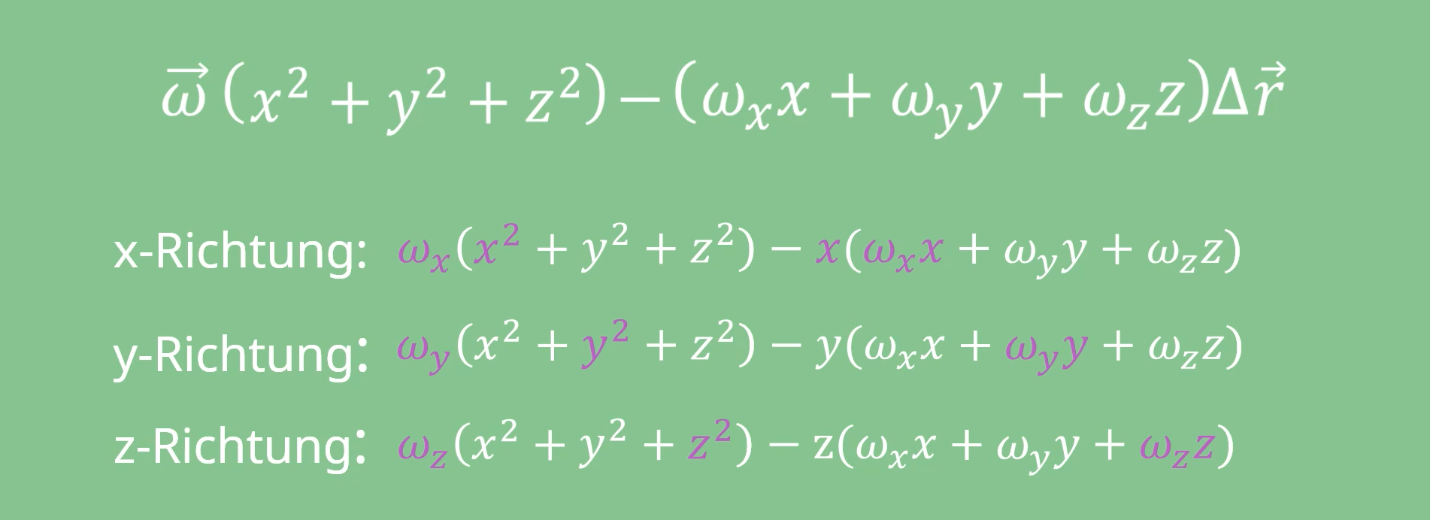 $\vec{\omega}(x^2 + y^2 + z^2) - (\omega_x x + \omega_y y + \omega_z z)\Delta\vec{r}$
x-Richtung: $\omega_x(x^2 + y^2 + z^2) - x(\omega_x x + \omega_y y + \omega_z z)$
y-Richtung: $\omega_y(x^2 + y^2 + z^2) - y(\omega_x x + \omega_y y + \omega_z z)$
z-Richtung: $\omega_z(x^2 + y^2 + z^2) - z(\omega_x x + \omega_y y + \omega_z z)$